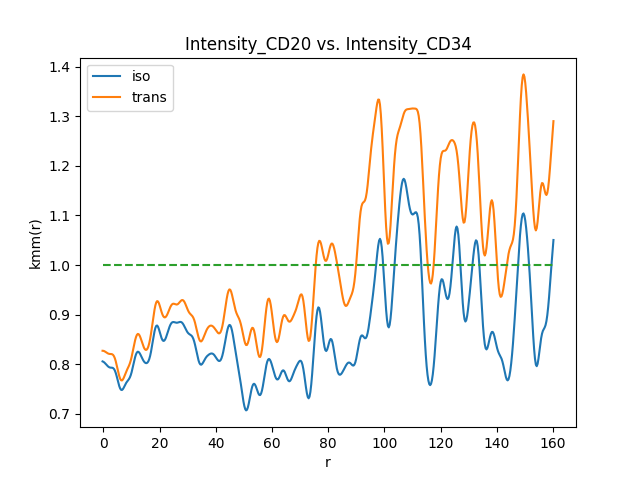 Intensity_CD20 vs. Intensity_CD34
iso
trans
1.4
1.3
1.2
1.1
1.0
0.9
0.8
0.7
kmm(r)
0 20 40 60 80 100 120 140 160
r